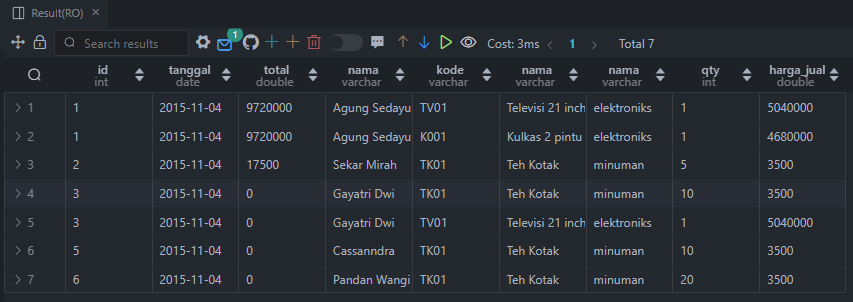 Result(RO) ×
Search results 1 Cost: 3ms < 1 > Total 7
id tanggal total nama kode nama nama qty harga_jual
int date double varchar varchar varchar varchar int double
> 1 1 2015-11-04 9720000 Agung Sedayu TV01 Televisi 21 inch elektroniks 1 5040000
> 2 1 2015-11-04 9720000 Agung Sedayu K001 Kulkas 2 pintu elektroniks 1 4680000
> 3 2 2015-11-04 17500 Sekar Mirah TK01 Teh Kotak minuman 5 3500
> 4 3 2015-11-04 0 Gayatri Dwi TK01 Teh Kotak minuman 10 3500
> 5 3 2015-11-04 0 Gayatri Dwi TV01 Televisi 21 inch elektroniks 1 5040000
> 6 5 2015-11-04 0 Cassanndra TK01 Teh Kotak minuman 10 3500
> 7 6 2015-11-04 0 Pandan Wangi TK01 Teh Kotak minuman 20 3500